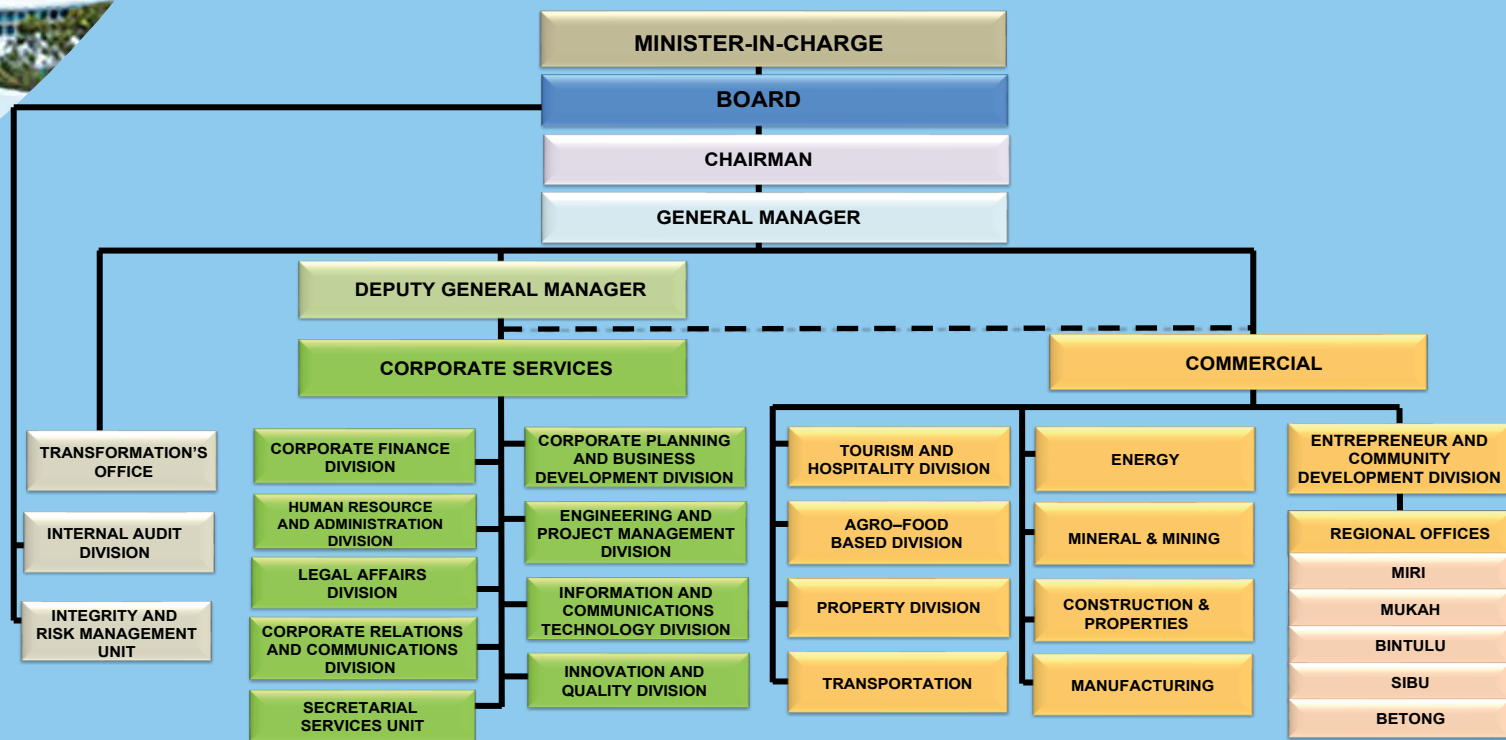 MINISTER-IN-CHARGE
BOARD
CHAIRMAN
GENERAL MANAGER
DEPUTY GENERAL MANAGER
CORPORATE SERVICES
COMMERCIAL
TRANSFORMATION'S
OFFICE
INTERNAL AUDIT
DIVISION
INTEGRITY AND
RISK MANAGEMENT
UNIT
CORPORATE FINANCE
DIVISION
HUMAN RESOURCE
AND ADMINISTRATION
DIVISION
LEGAL AFFAIRS
DIVISION
CORPORATE RELATIONS
AND COMMUNICATIONS
DIVISION
SECRETARIAL
SERVICES UNIT
CORPORATE PLANNING
AND BUSINESS
DEVELOPMENT DIVISION
ENGINEERING AND
PROJECT MANAGEMENT
DIVISION
INFORMATION AND
COMMUNICATIONS
TECHNOLOGY DIVISION
INNOVATION AND
QUALITY DIVISION
TOURISM AND
HOSPITALITY DIVISION
AGRO–FOOD
BASED DIVISION
PROPERTY DIVISION
TRANSPORTATION
ENERGY
MINERAL & MINING
CONSTRUCTION &
PROPERTIES
MANUFACTURING
ENTREPRENEUR AND
COMMUNITY
DEVELOPMENT DIVISION
REGIONAL OFFICES
MIRI
MUKAH
BINTULU
SIBU
BETONG